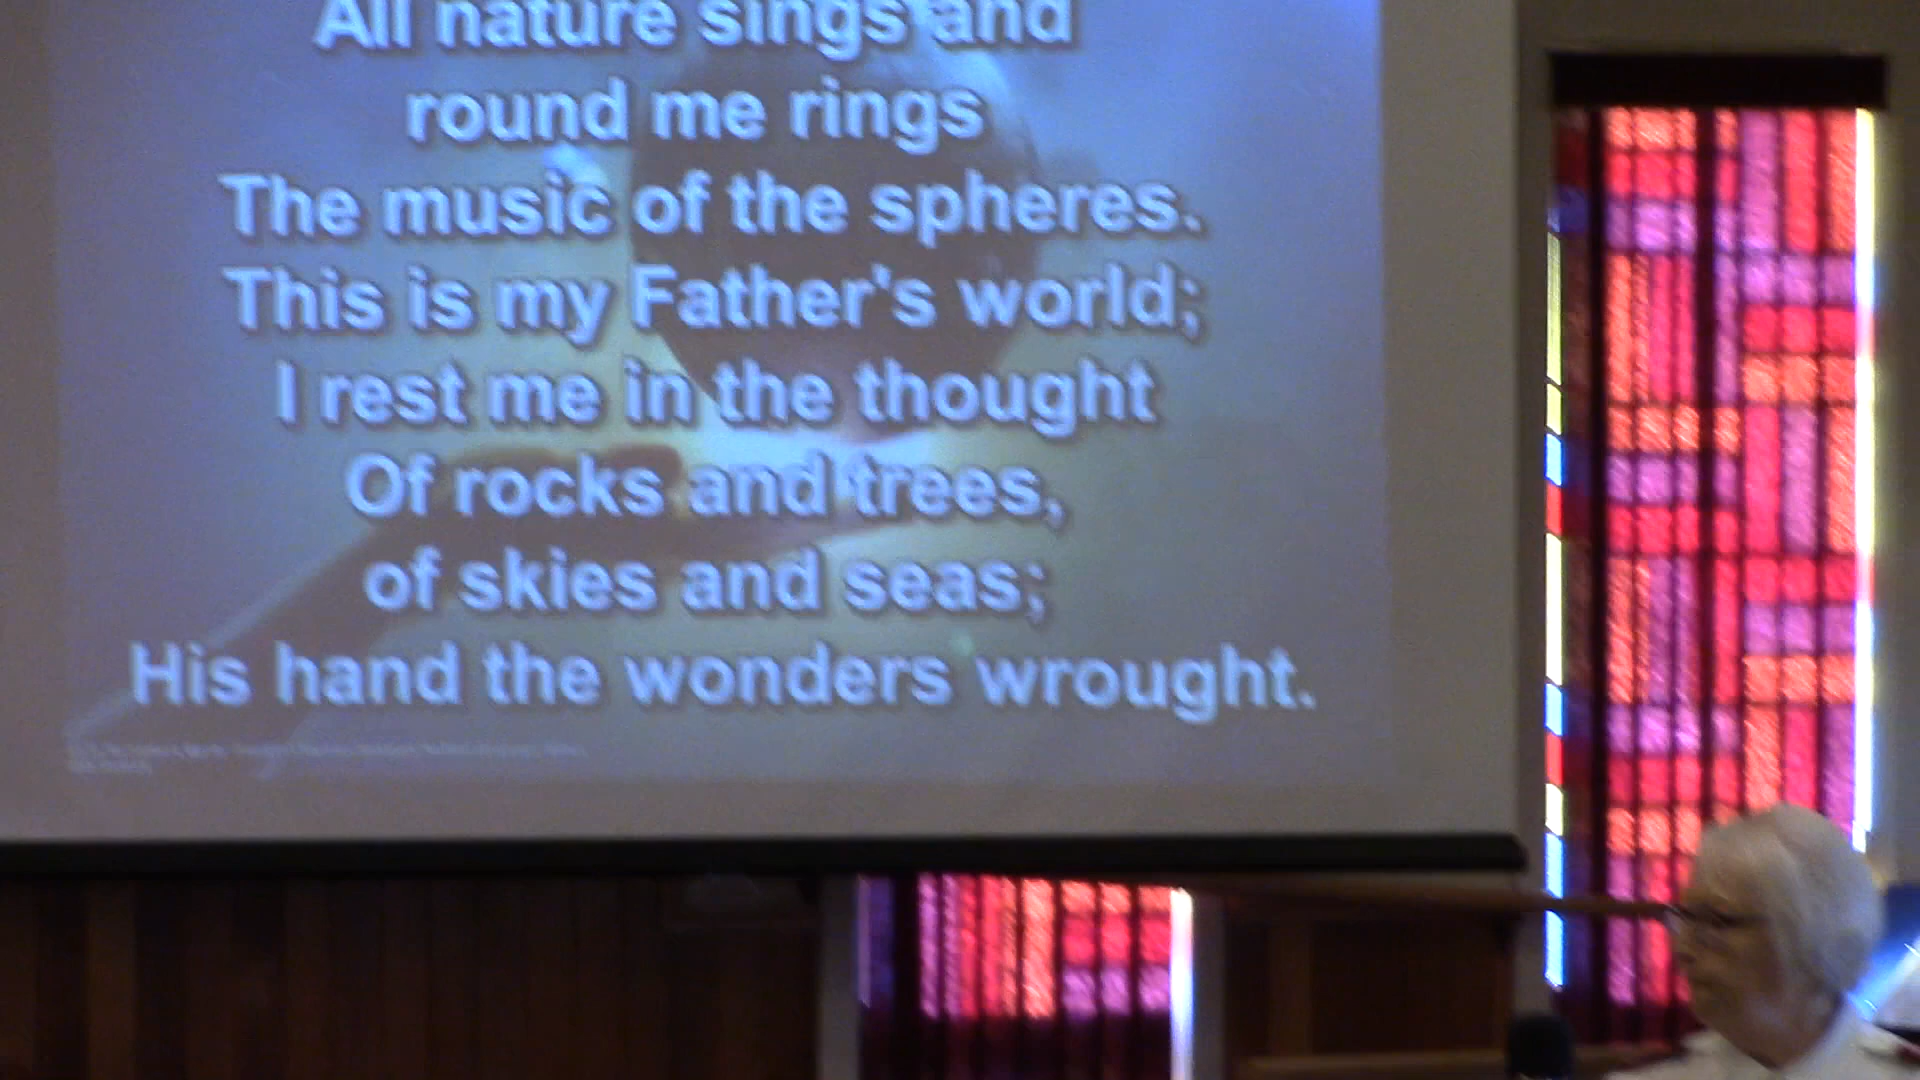 All nature sings and
round me rings
The music of the spheres.
This is my Father's world;
I rest me in the thought
Of rocks and trees,
of skies and seas;
His hand the wonders wrought.